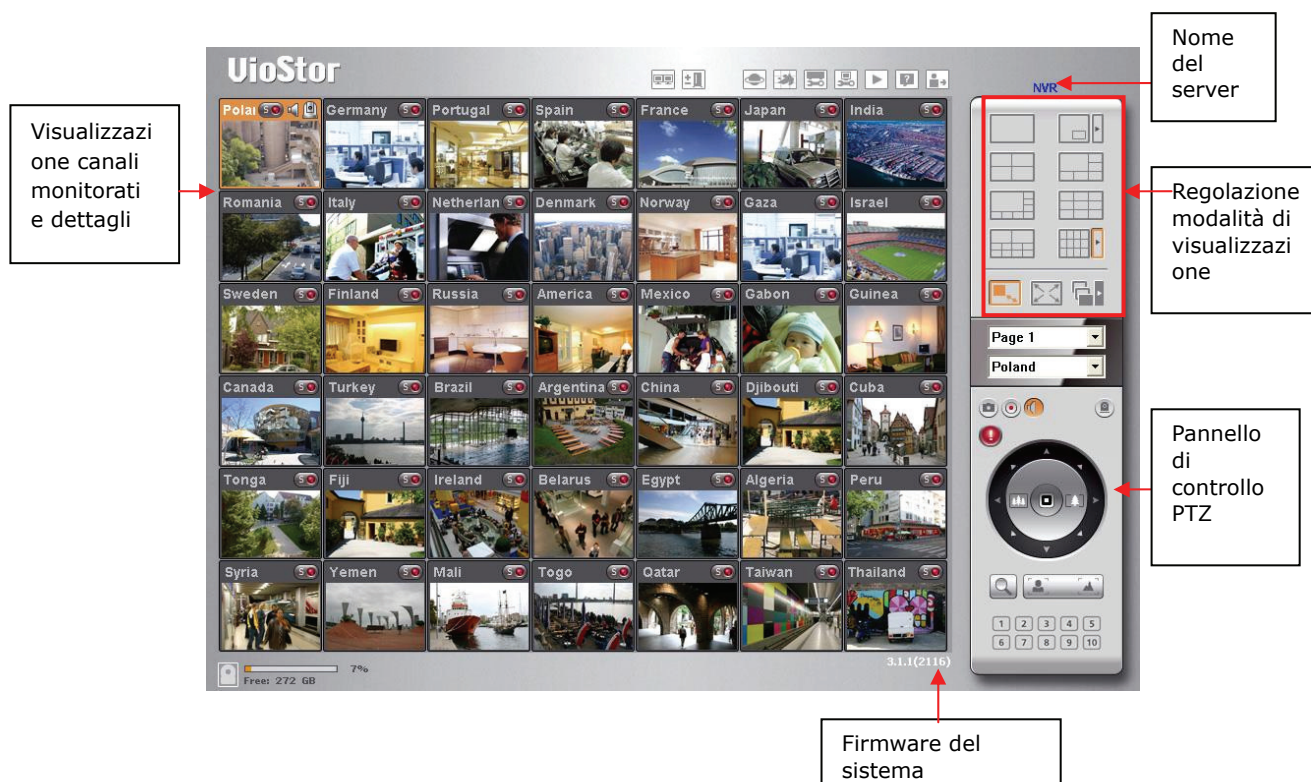 Nome
del
server
UioStor
NVR
Visualizzazi
one canali
monitorati
e dettagli
Polar S Germany S Portugal S Spain S France S Japan S India S
Romania S Italy S Netherlan S Denmark S Norway S Gaza S Israel S
Sweden S Finland S Russia S America S Mexico S Gabon S Guinea S
Canada S Turkey S Brazil S Argentina S China S Djibouti S Cuba S
Tonga S Fiji S Ireland S Belarus S Egypt S Algeria S Peru S
Syria S Yemen S Mali S Togo S Qatar S Taiwan S Thailand S
Regolazione
modalità di
visualizzazi
one
Page 1
Poland
Pannello
di
controllo
PTZ
1 2 3 4 5
6 7 8 9 10
7%
Free: 272 GB
3.1.1(2116)
Firmware del
sistema